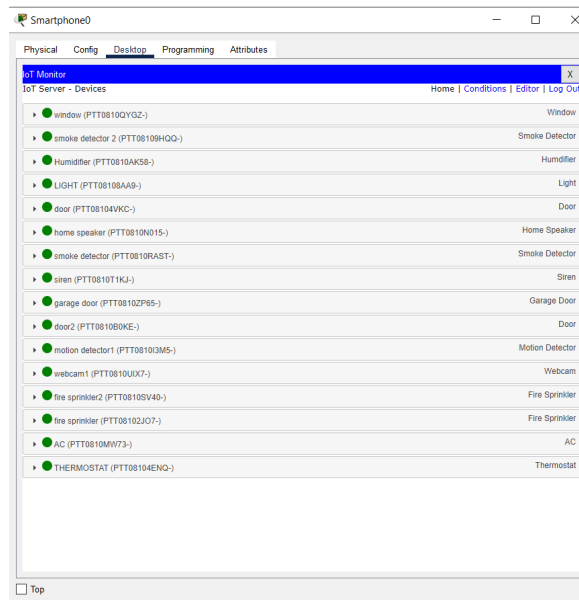 Smartphone0
Physical Config Desktop Programming Attributes
IoT Monitor X
IoT Server - Devices Home | Conditions | Editor | Log Out
window (PTT0810QYGZ-) Window
smoke detector 2 (PTT08109HQQ-) Smoke Detector
Humidifier (PTT0810AK58-) Humdifier
LIGHT (PTT08108AA9-) Light
door (PTT08104VKC-) Door
home speaker (PTT0810N015-) Home Speaker
smoke detector (PTT0810RAST-) Smoke Detector
siren (PTT0810T1KJ-) Siren
garage door (PTT0810ZP65-) Garage Door
door2 (PTT0810B0KE-) Door
motion detector1 (PTT0810I3M5-) Motion Detector
webcam1 (PTT0810UIX7-) Webcam
fire sprinkler2 (PTT0810SV40-) Fire Sprinkler
fire sprinkler (PTT08102JO7-) Fire Sprinkler
AC (PTT0810MW73-) AC
THERMOSTAT (PTT08104ENQ-) Thermostat
Top